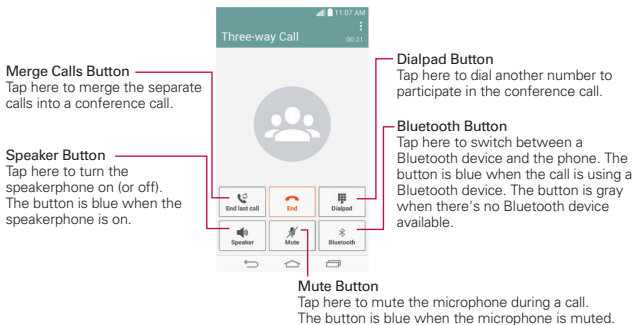 11:07 AM
Three-way Call
00:21
Merge Calls Button
Tap here to merge the separate
calls into a conference call.
Speaker Button
Tap here to turn the
speakerphone on (or off).
The button is blue when the
speakerphone is on.
Dialpad Button
Tap here to dial another number to
participate in the conference call.
Bluetooth Button
Tap here to switch between a
Bluetooth device and the phone. The
button is blue when the call is using a
Bluetooth device. The button is gray
when there's no Bluetooth device
available.
End last call
End
Dialpad
Speaker
Mute
Bluetooth
Mute Button
Tap here to mute the microphone during a call.
The button is blue when the microphone is muted.